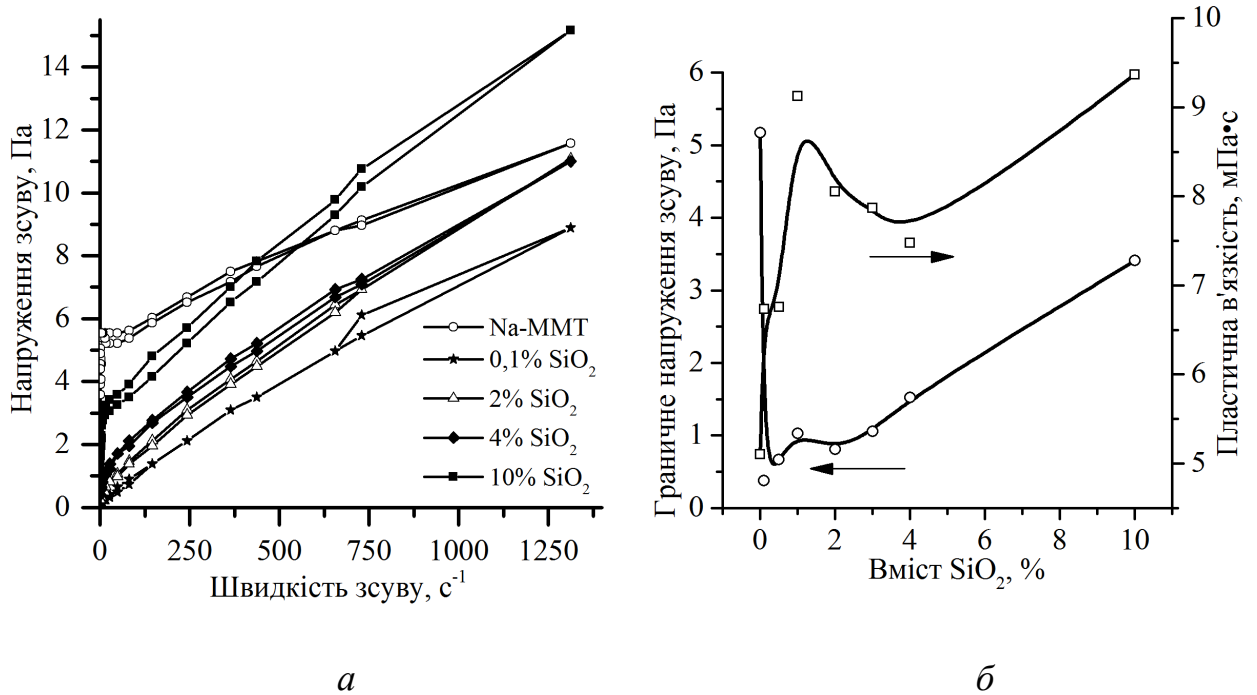 Напруження зсуву, Па
14
12
10
8
6
4
2
0
0 250 500 750 1000 1250
Швидкість зсуву, с⁻¹
Na-MMT
0,1% SiO₂
2% SiO₂
4% SiO₂
10% SiO₂
а
Граничне напруження зсуву, Па
6
5
4
3
2
1
0
0 2 4 6 8 10
Вміст SiO₂, %
10
9
8
7
6
5
Пластична в'язкість, мПа•с
б